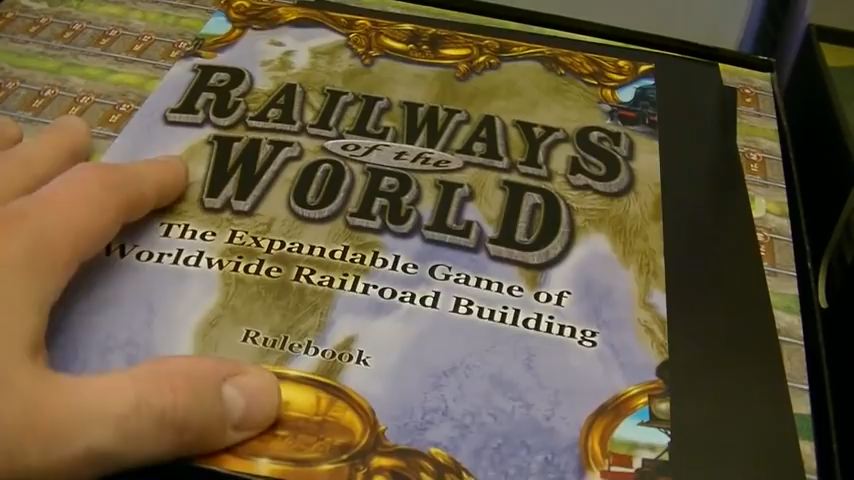 RAILWAYS
of the
WORLD
The Expandable Game of
Worldwide Railroad Building
Rulebook